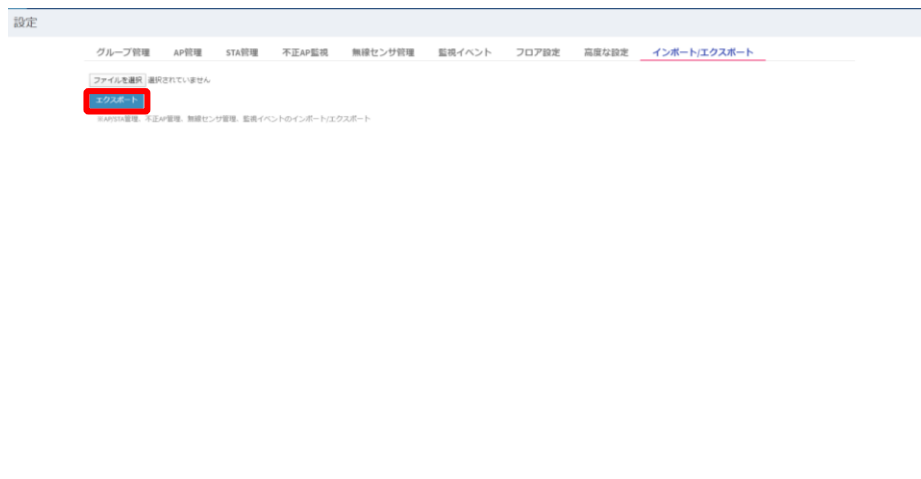 設定
グループ管理 AP管理 STA管理 不正AP監視 無線センサ管理 監視イベント フロア設定 高度な設定 インポート/エクスポート
ファイルを選択 選択されていません
エクスポート
※AP/STA管理、不正AP管理、無線センサ管理、監視イベントのインポート/エクスポート